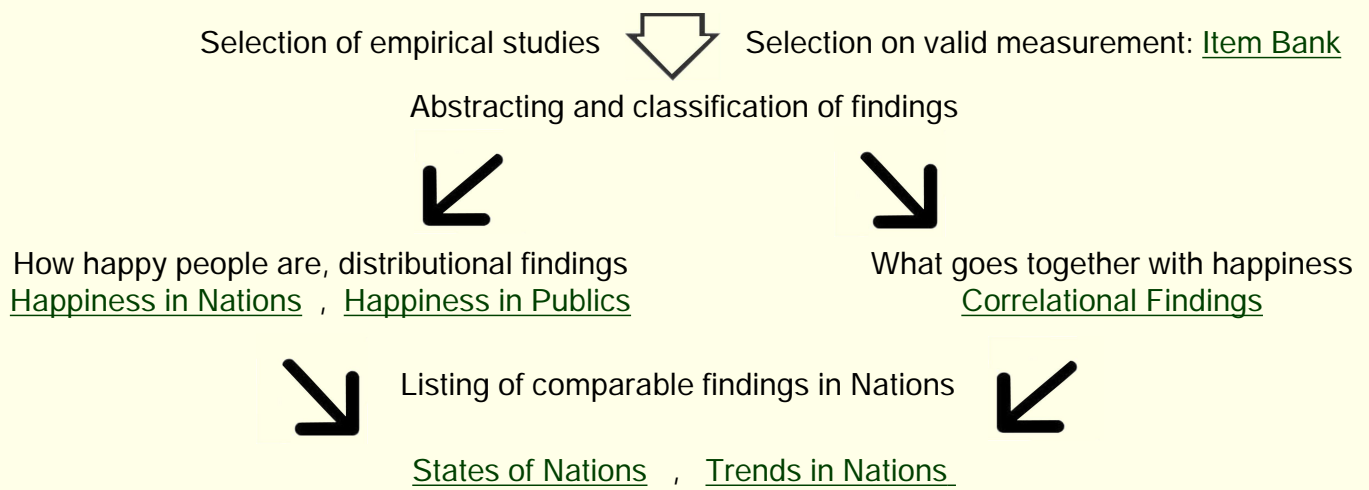 Selection of empirical studies Selection on valid measurement: Item Bank
Abstracting and classification of findings
How happy people are, distributional findings
Happiness in Nations , Happiness in Publics
What goes together with happiness
Correlational Findings
Listing of comparable findings in Nations
States of Nations , Trends in Nations